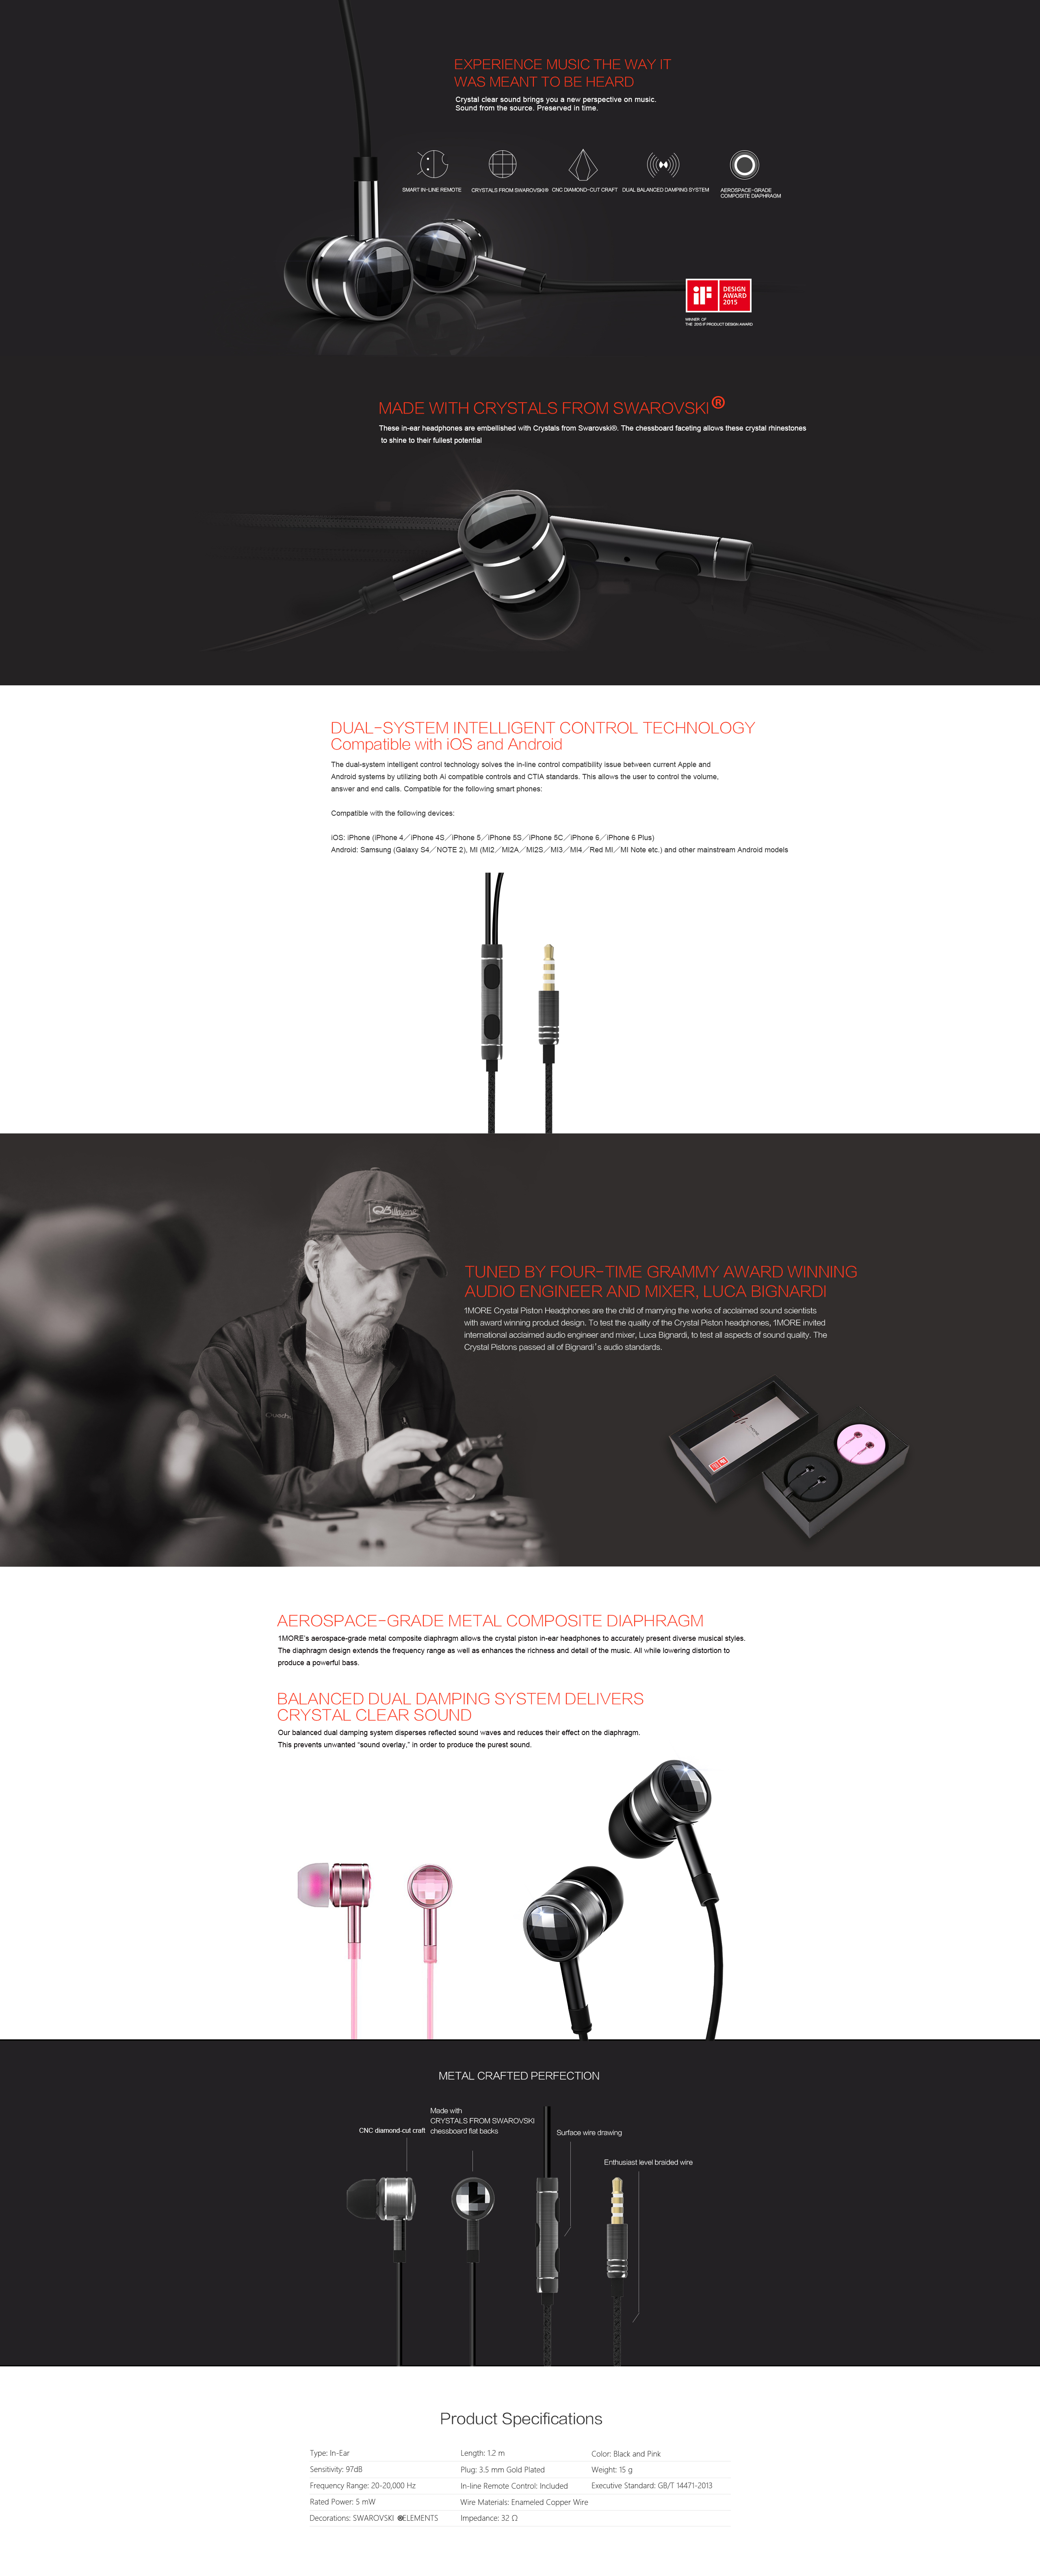 EXPERIENCE MUSIC THE WAY IT
WAS MEANT TO BE HEARD
Crystal clear sound brings you a new perspective on music.
Sound from the source. Preserved in time.
SMART IN-LINE REMOTE
CRYSTALS FROM SWAROVSKI®
CNC DIAMOND-CUT CRAFT
DUAL BALANCED DAMPING SYSTEM
AEROSPACE-GRADE
COMPOSITE DIAPHRAGM
iF
DESIGN
AWARD
2015
WINNER OF
THE 2015 IF PRODUCT DESIGN AWARD
MADE WITH CRYSTALS FROM SWAROVSKI®
These in-ear headphones are embellished with Crystals from Swarovski®. The chessboard faceting allows these crystal rhinestones
to shine to their fullest potential
DUAL-SYSTEM INTELLIGENT CONTROL TECHNOLOGY
Compatible with iOS and Android
The dual-system intelligent control technology solves the in-line control compatibility issue between current Apple and
Android systems by utilizing both Ai compatible controls and CTIA standards. This allows the user to control the volume,
answer and end calls. Compatible for the following smart phones:
Compatible with the following devices:
iOS: iPhone (iPhone 4／iPhone 4S／iPhone 5／iPhone 5S／iPhone 5C／iPhone 6／iPhone 6 Plus)
Android: Samsung (Galaxy S4／NOTE 2), MI (MI2／MI2A／MI2S／MI3／MI4／Red MI／MI Note etc.) and other mainstream Android models
TUNED BY FOUR-TIME GRAMMY AWARD WINNING
AUDIO ENGINEER AND MIXER, LUCA BIGNARDI
1MORE Crystal Piston Headphones are the child of marrying the works of acclaimed sound scientists
with award winning product design. To test the quality of the Crystal Piston headphones, 1MORE invited
international acclaimed audio engineer and mixer, Luca Bignardi, to test all aspects of sound quality. The
Crystal Pistons passed all of Bignardi's audio standards.
AEROSPACE-GRADE METAL COMPOSITE DIAPHRAGM
1MORE's aerospace-grade metal composite diaphragm allows the crystal piston in-ear headphones to accurately present diverse musical styles.
The diaphragm design extends the frequency range as well as enhances the richness and detail of the music. All while lowering distortion to
produce a powerful bass.
BALANCED DUAL DAMPING SYSTEM DELIVERS
CRYSTAL CLEAR SOUND
Our balanced dual damping system disperses reflected sound waves and reduces their effect on the diaphragm.
This prevents unwanted “sound overlay,” in order to produce the purest sound.
METAL CRAFTED PERFECTION
CNC diamond-cut craft
Made with
CRYSTALS FROM SWAROVSKI
chessboard flat backs
Surface wire drawing
Enthusiast level braided wire
Product Specifications
Type: In-Ear
Length: 1.2 m
Color: Black and Pink
Sensitivity: 97dB
Plug: 3.5 mm Gold Plated
Weight: 15 g
Frequency Range: 20-20,000 Hz
In-line Remote Control: Included
Executive Standard: GB/T 14471-2013
Rated Power: 5 mW
Wire Materials: Enameled Copper Wire
Decorations: SWAROVSKI ®ELEMENTS
Impedance: 32 Ω